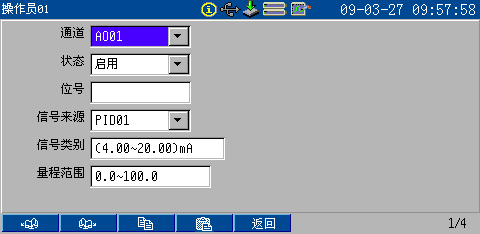 操作员01 09-03-27 09:57:58
通道 AO01
状态 启用
位号
信号来源 PID01
信号类别 (4.00~20.00)mA
量程范围 0.0~100.0
返回 1/4